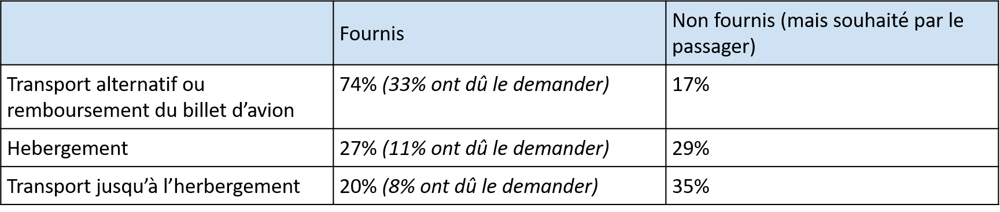 Fournis
Non fournis (mais souhaité par le
passager)
Transport alternatif ou
remboursement du billet d’avion
74% (33% ont dû le demander)
17%
Hebergement
27% (11% ont dû le demander)
29%
Transport jusqu’à l’herbergement
20% (8% ont dû le demander)
35%